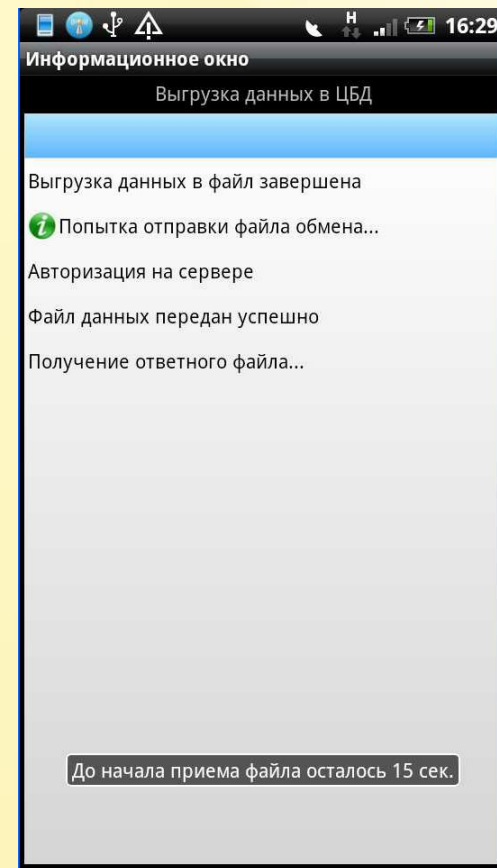 H
16:29
Информационное окно
Выгрузка данных в ЦБД
Выгрузка данных в файл завершена
Попытка отправки файла обмена...
Авторизация на сервере
Файл данных передан успешно
Получение ответного файла...
До начала приема файла осталось 15 сек.